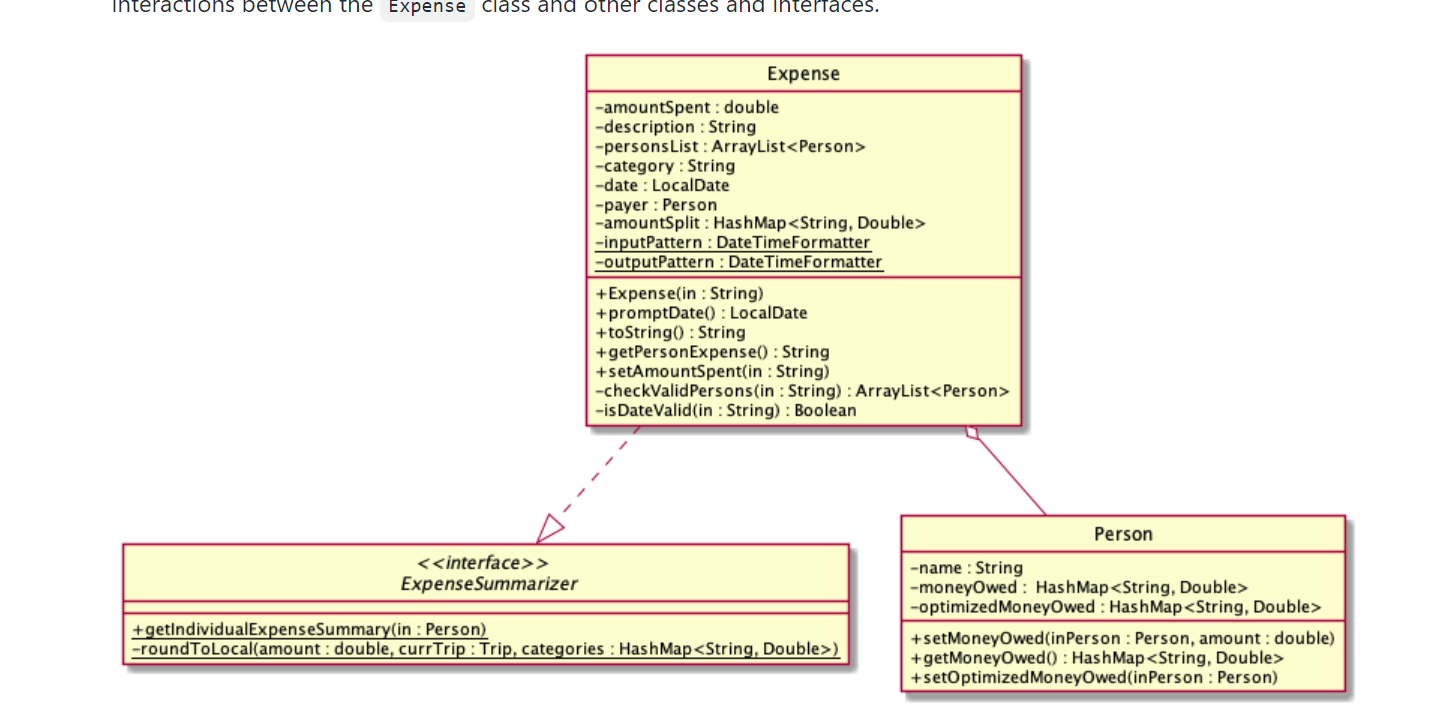 interactions between the Expense class and other classes and interfaces.
Expense
-amountSpent : double
-description : String
-personsList : ArrayList<Person>
-category : String
-date : LocalDate
-payer : Person
-amountSplit : HashMap<String, Double>
-inputPattern : DateTimeFormatter
-outputPattern : DateTimeFormatter
+Expense(in : String)
+promptDate() : LocalDate
+toString() : String
+getPersonExpense() : String
+setAmountSpent(in : String)
-checkValidPersons(in : String) : ArrayList<Person>
-isDateValid(in : String) : Boolean
<<interface>>
ExpenseSummarizer
+getIndividualExpenseSummary(in : Person)
-roundToLocal(amount : double, currTrip : Trip, categories : HashMap<String, Double>)
Person
-name : String
-moneyOwed :  HashMap<String, Double>
-optimizedMoneyOwed : HashMap<String, Double>
+setMoneyOwed(inPerson : Person, amount : double)
+getMoneyOwed() : HashMap<String, Double>
+setOptimizedMoneyOwed(inPerson : Person)